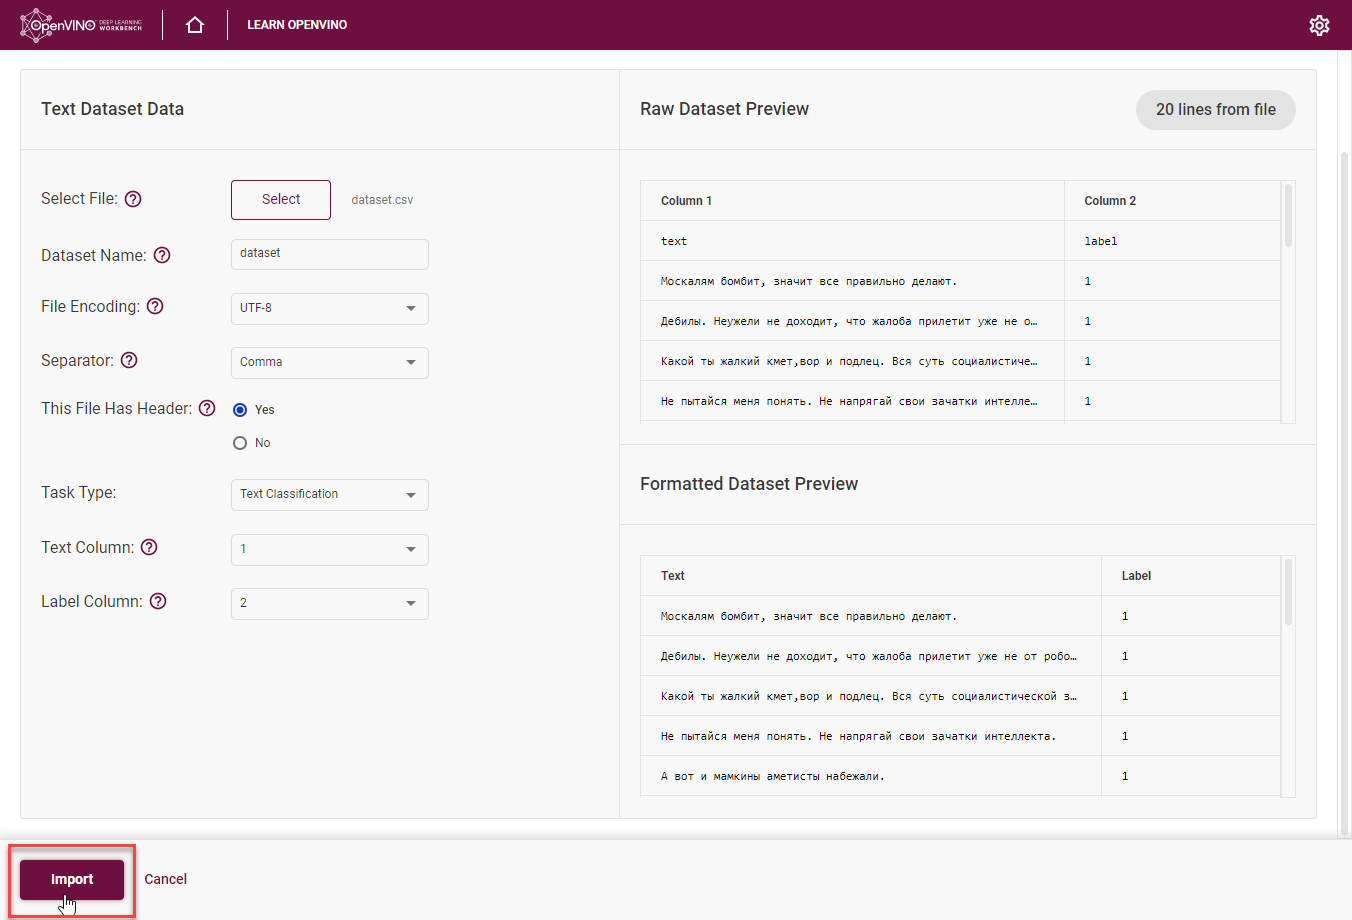 OpenVINO DEEP LEARNING WORKBENCH
LEARN OPENVINO
Text Dataset Data
Select File: ?
Select
dataset.csv
Dataset Name: ?
dataset
File Encoding: ?
UTF-8
Separator: ?
Comma
This File Has Header: ?
Yes
No
Task Type:
Text Classification
Text Column: ?
1
Label Column: ?
2
Raw Dataset Preview
20 lines from file
Column 1 Column 2
text label
Москалям бомбит, значит все правильно делают. 1
Дебилы. Неужели не доходит, что жалоба прилетит уже не о… 1
Какой ты жалкий кмет,вор и подлец. Вся суть социалистиче… 1
Не пытайся меня понять. Не напрягай свои зачатки интелле… 1
Formatted Dataset Preview
Text Label
Москалям бомбит, значит все правильно делают. 1
Дебилы. Неужели не доходит, что жалоба прилетит уже не от робо… 1
Какой ты жалкий кмет,вор и подлец. Вся суть социалистической з… 1
Не пытайся меня понять. Не напрягай свои зачатки интеллекта. 1
А вот и мамкины аметисты набежали. 1
Import
Cancel